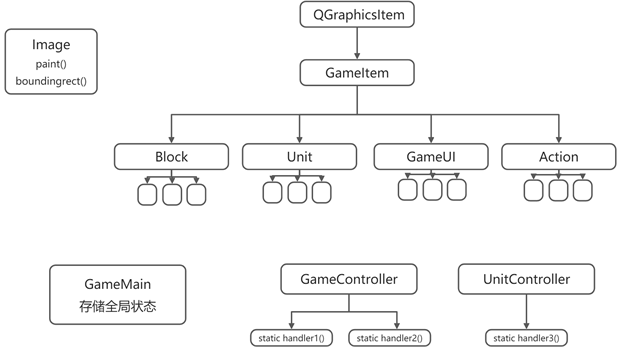 QGraphicsItem
Image
paint()
boundingrect()
GameItem
Block
Unit
GameUI
Action
GameMain
存储全局状态
GameController
UnitController
static handler1()
static handler2()
static handler3()